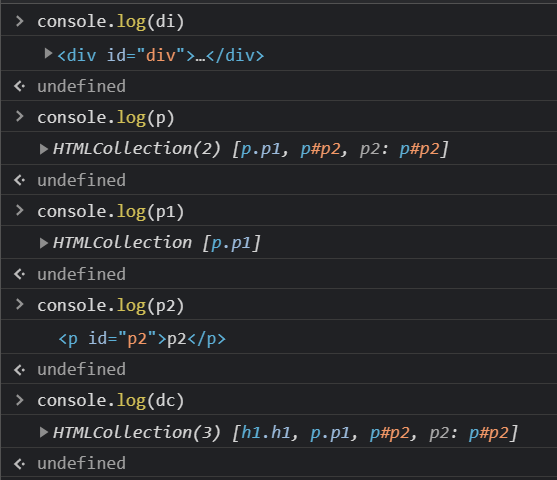 console.log(di)
<div id="div">…</div>
undefined
console.log(p)
HTMLCollection(2) [p.p1, p#p2, p2: p#p2]
undefined
console.log(p1)
HTMLCollection [p.p1]
undefined
console.log(p2)
<p id="p2">p2</p>
undefined
console.log(dc)
HTMLCollection(3) [h1.h1, p.p1, p#p2, p2: p#p2]
undefined